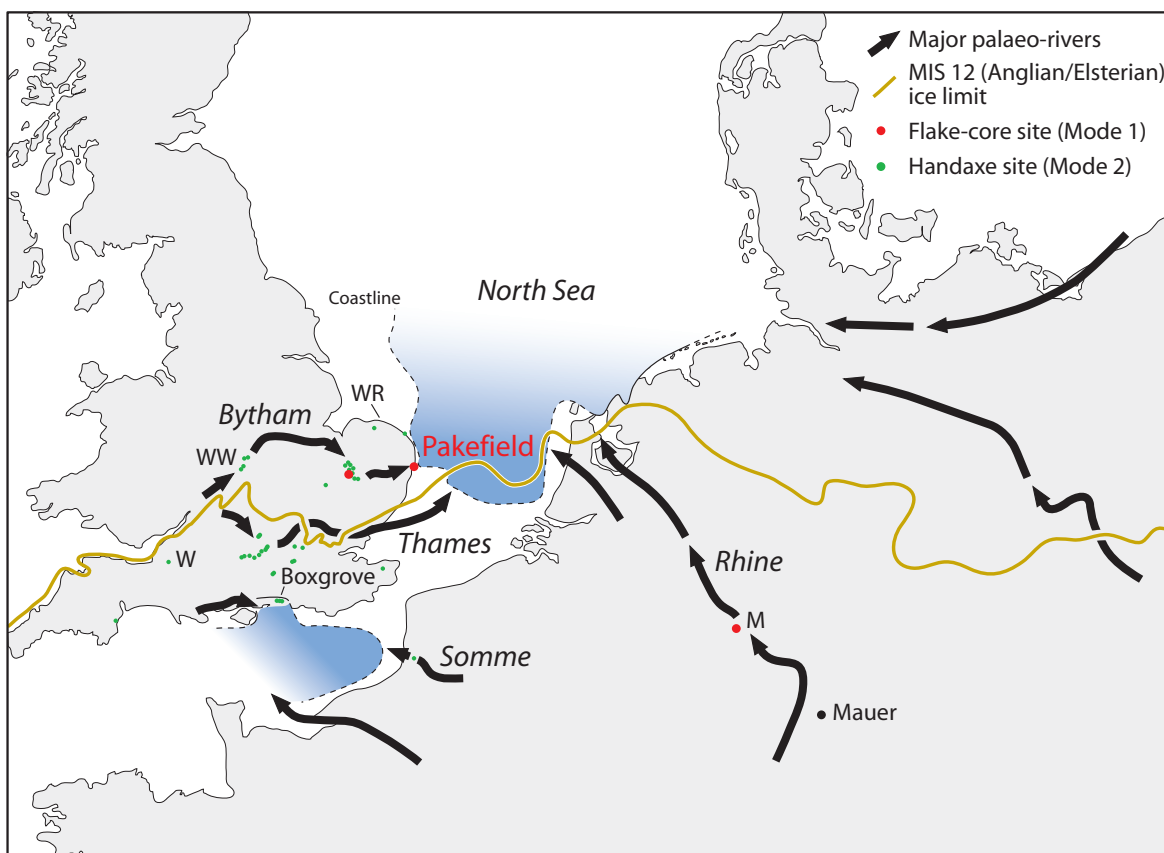 Major palaeo-rivers
MIS 12 (Anglian/Elsterian)
ice limit
Flake-core site (Mode 1)
Handaxe site (Mode 2)
North Sea
Coastline
WR
Bytham
Pakefield
WW
Thames
W
Boxgrove
Rhine
M
Somme
Mauer